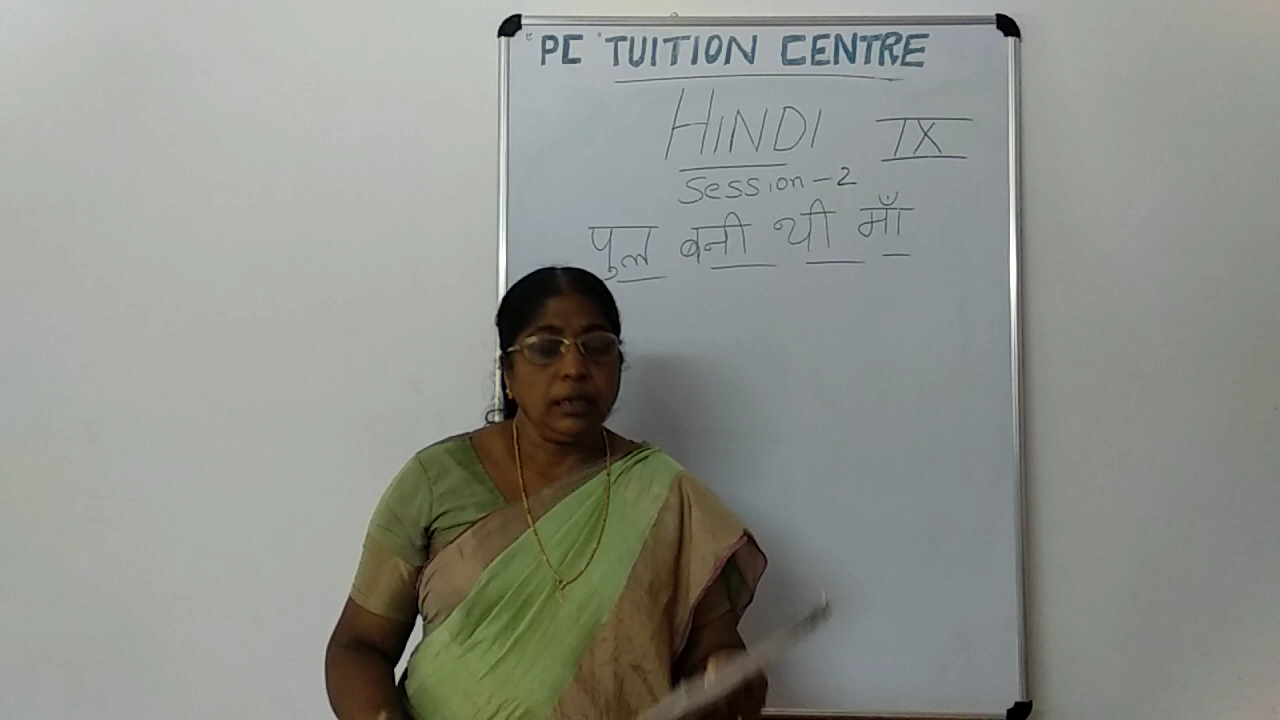 "PC" TUITION CENTRE
HINDI IX
Session-2
पुल बनी थी माँ